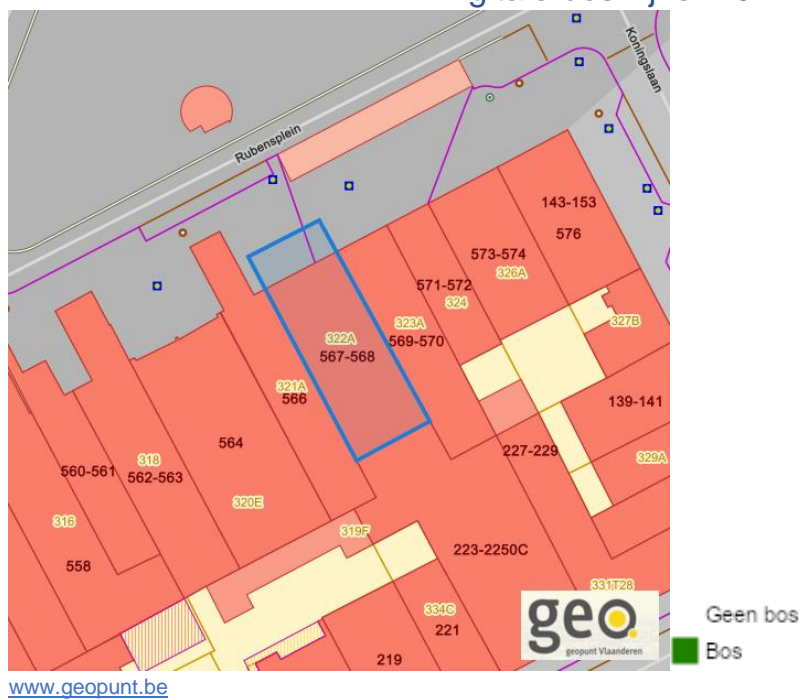 Koningslaan
Rubensplein
143-153
576
573-574
326A
571-572
324
323A
569-570
322A
567-568
327B
321A
566
139-141
564
227-229
329A
560-561
318
562-563
316
320E
319F
558
223-2250C
331T28
334C
221
219
geo
geopunt Vlaanderen
Geen bos
Bos
www.geopunt.be